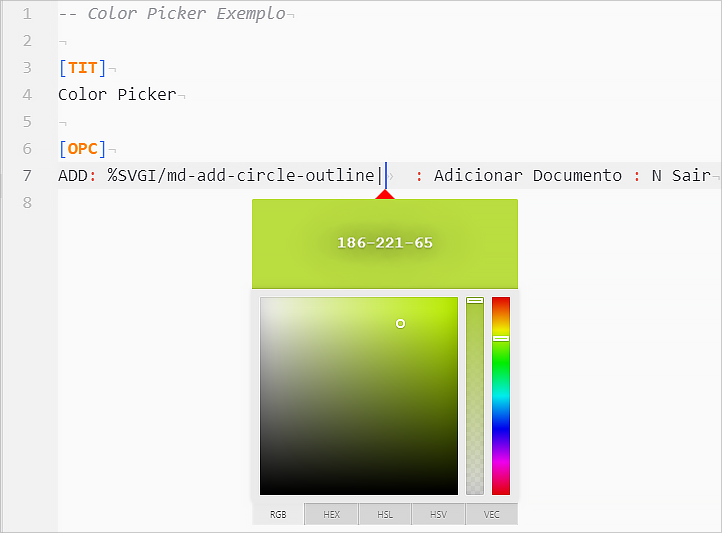 1 -- Color Picker Exemplo¬
2 ¬
3 [TIT]¬
4 Color Picker¬
5 ¬
6 [OPC]¬
7 ADD: %SVGI/md-add-circle-outline| : Adicionar Documento : N Sair¬
8
186-221-65
RGB HEX HSL HSV VEC